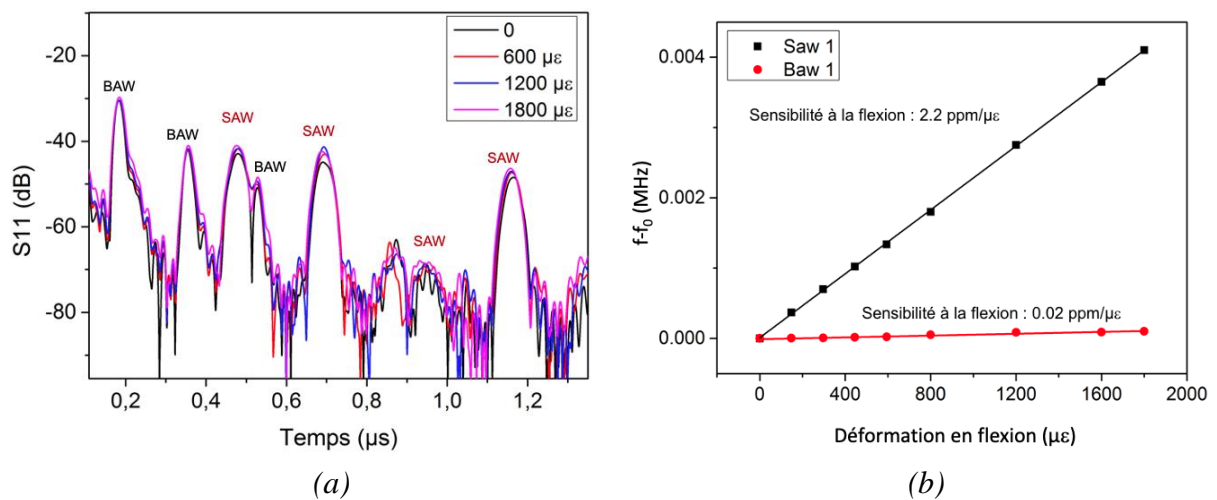 0
600 µε
1200 µε
1800 µε
BAW
BAW
SAW
BAW
SAW
SAW
SAW
-20
-40
-60
-80
S11 (dB)
0,2 0,4 0,6 0,8 1,0 1,2
Temps (µs)
(a)
Saw 1
Baw 1
Sensibilité à la flexion : 2.2 ppm/µε
Sensibilité à la flexion : 0.02 ppm/µε
0.004
0.002
0.000
f-f0 (MHz)
0 400 800 1200 1600 2000
Déformation en flexion (µε)
(b)